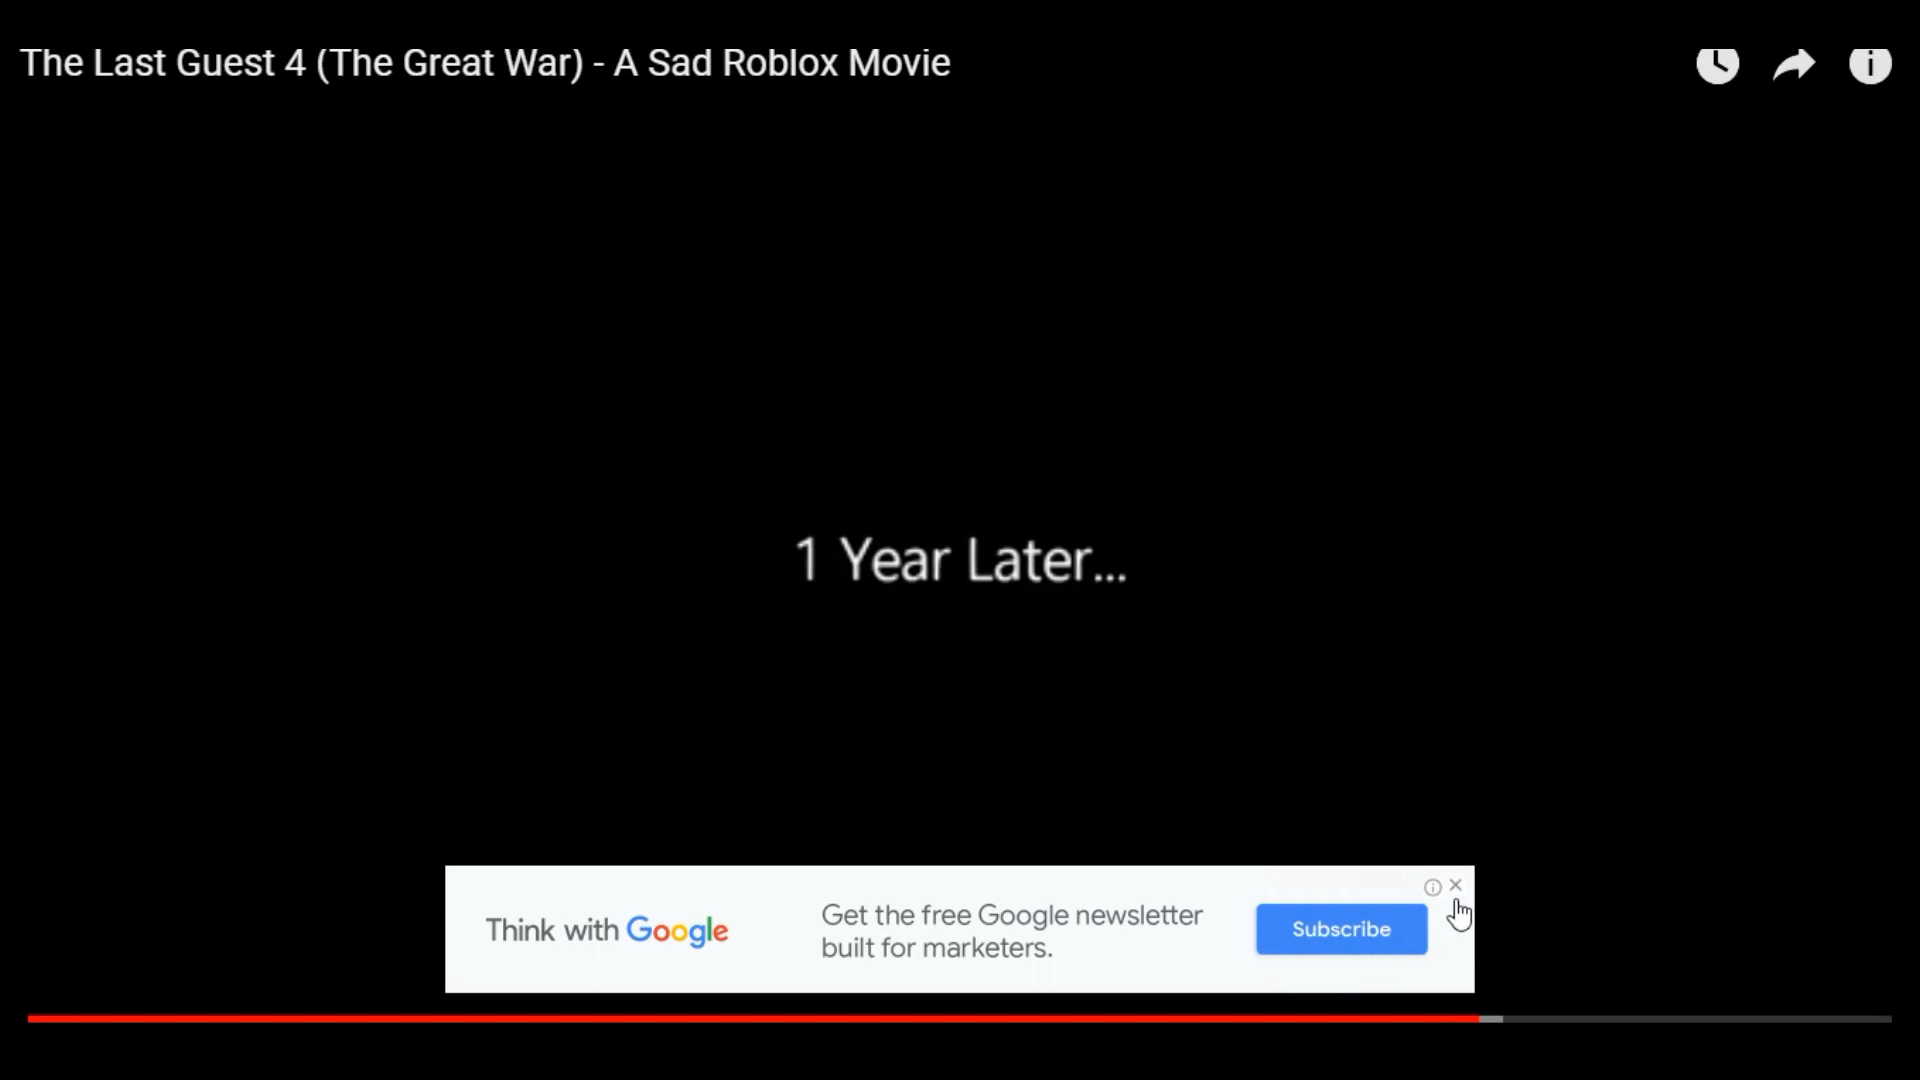 The Last Guest 4 (The Great War) - A Sad Roblox Movie
1 Year Later...
Think with Google
Get the free Google newsletter
built for marketers.
Subscribe